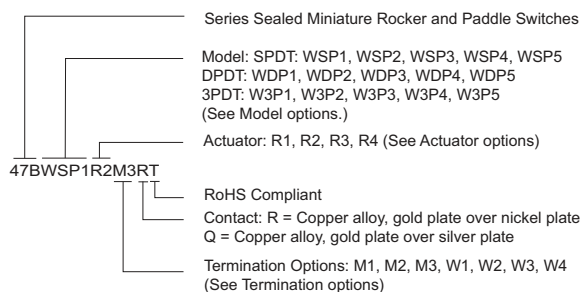 Series Sealed Miniature Rocker and Paddle Switches
Model: SPDT: WSP1, WSP2, WSP3, WSP4, WSP5
DPDT: WDP1, WDP2, WDP3, WDP4, WDP5
3PDT: W3P1, W3P2, W3P3, W3P4, W3P5
(See Model options.)
Actuator: R1, R2, R3, R4 (See Actuator options)
47BWSP1R2M3RT
RoHS Compliant
Contact: R = Copper alloy, gold plate over nickel plate
Q = Copper alloy, gold plate over silver plate
Termination Options: M1, M2, M3, W1, W2, W3, W4
(See Termination options)